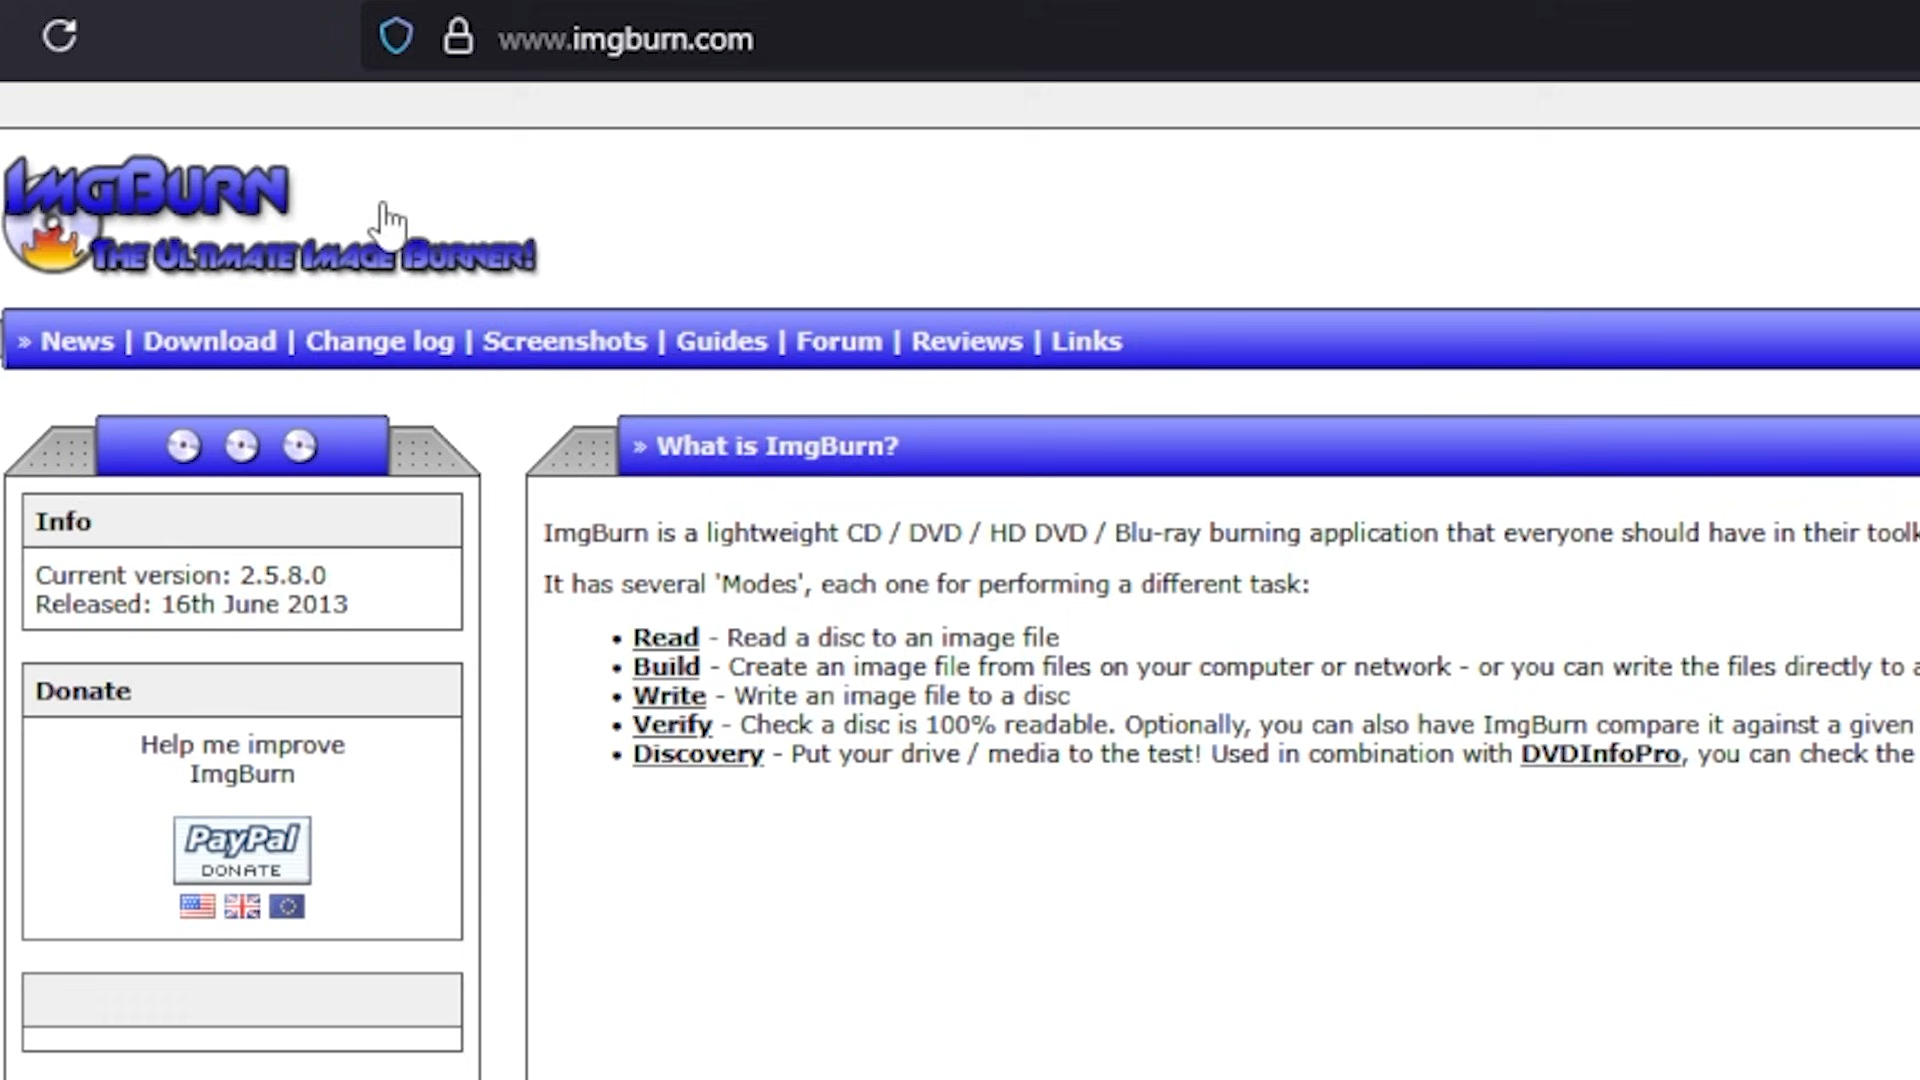 www.imgburn.com
ImgBurn
The Ultimate Image Burner!
» News | Download | Change log | Screenshots | Guides | Forum | Reviews | Links
» What is ImgBurn?
Info
Current version: 2.5.8.0
Released: 16th June 2013
Donate
Help me improve
ImgBurn
PayPal
DONATE
ImgBurn is a lightweight CD / DVD / HD DVD / Blu-ray burning application that everyone should have in their toolk
It has several 'Modes', each one for performing a different task:
• Read - Read a disc to an image file
• Build - Create an image file from files on your computer or network - or you can write the files directly to a
• Write - Write an image file to a disc
• Verify - Check a disc is 100% readable. Optionally, you can also have ImgBurn compare it against a given
• Discovery - Put your drive / media to the test! Used in combination with DVDInfoPro, you can check the